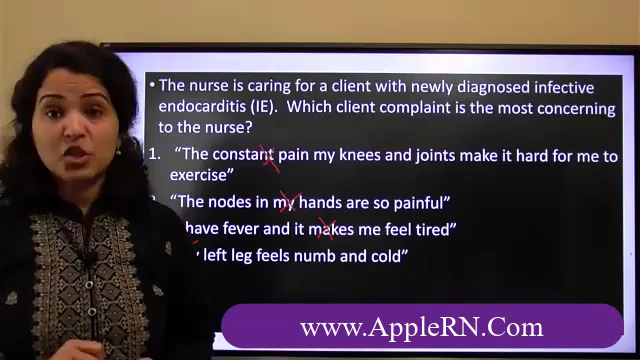 • The nurse is caring for a client with newly diagnosed infective
endocarditis (IE). Which client complaint is the most concerning
to the nurse?
1. "The constant pain my knees and joints make it hard for me to
exercise"
"The nodes in my hands are so painful"
have fever and it makes me feel tired"
left leg feels numb and cold"
www.AppleRN.Com